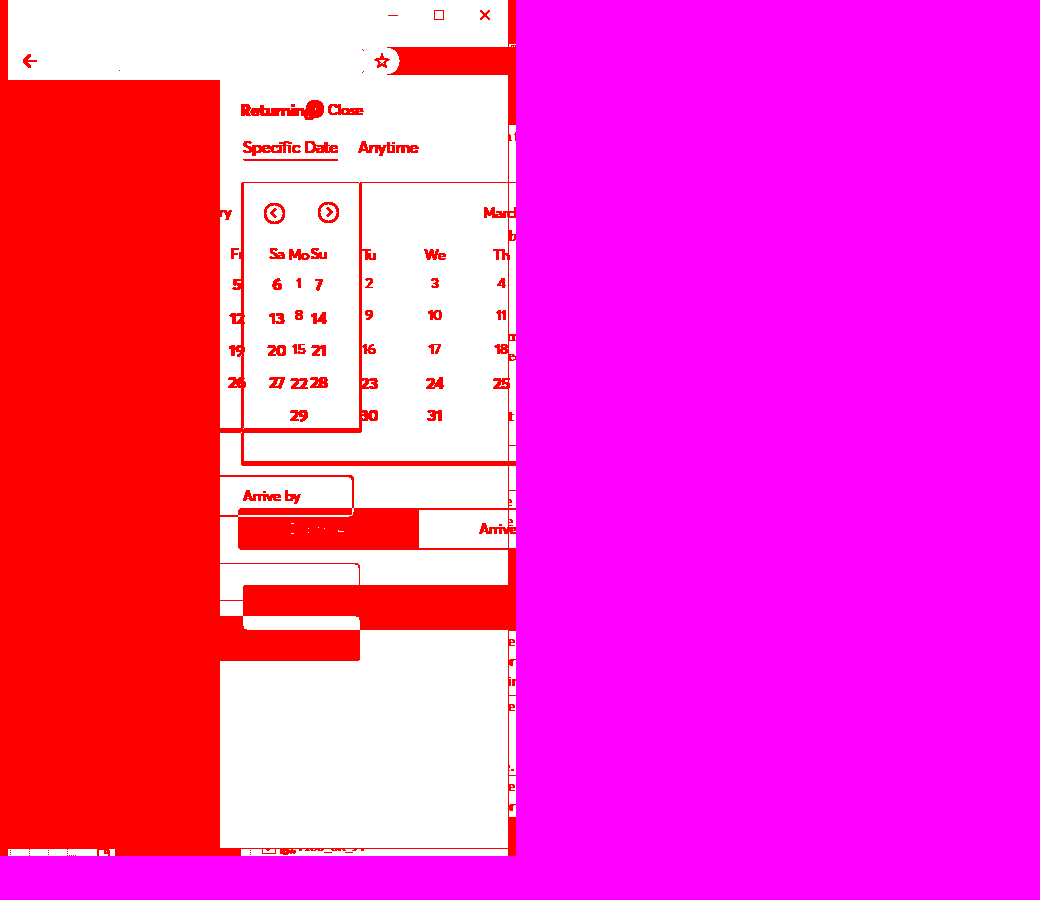 Returning Close
Specific Date Anytime
ry Marc
Fr Sa Mo Su Tu We Th
5 6 1 7 2 3 4
12 13 8 14 9 10 11
19 20 15 21 16 17 18
26 27 22 28 23 24 25
29 30 31
Arrive by
Arrive